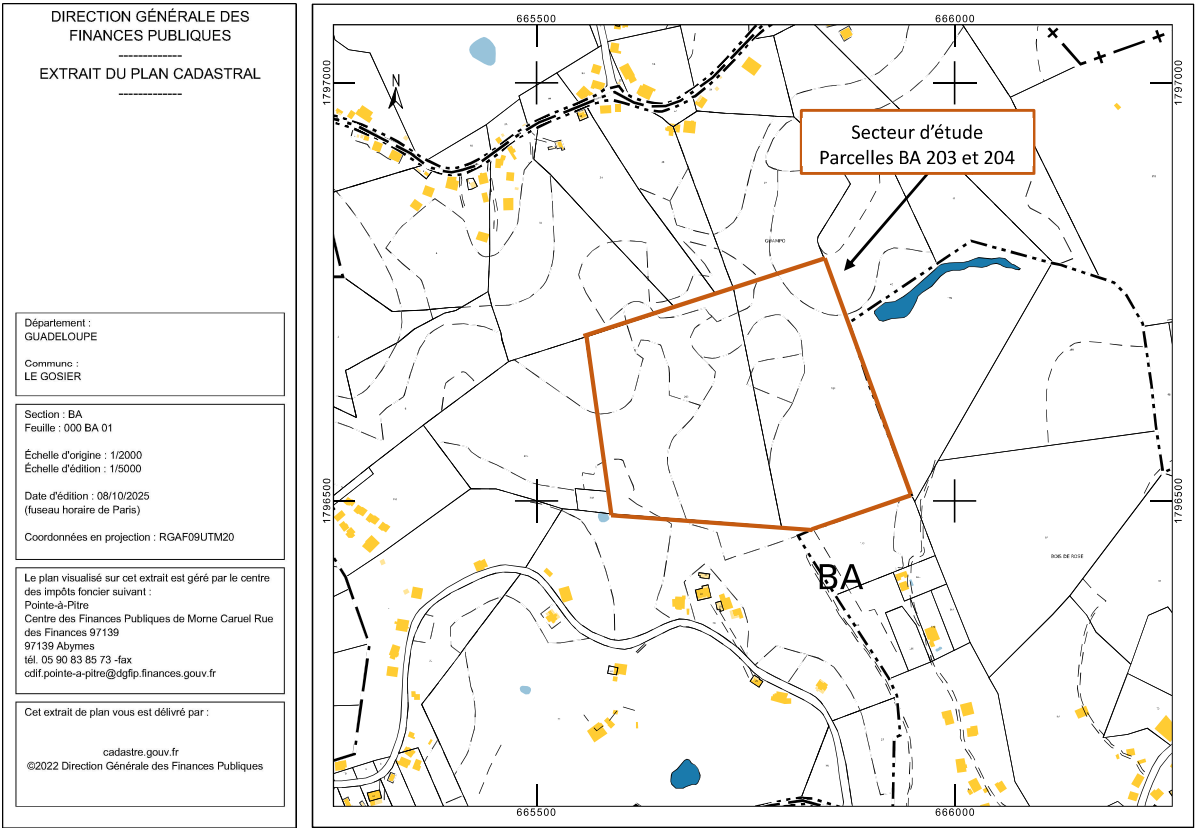 DIRECTION GÉNÉRALE DES
FINANCES PUBLIQUES
-------------
EXTRAIT DU PLAN CADASTRAL
-------------
Département :
GUADELOUPE
Commune :
LE GOSIER
Section : BA
Feuille : 000 BA 01
Échelle d'origine : 1/2000
Échelle d'édition : 1/5000
Date d'édition : 08/10/2025
(fuseau horaire de Paris)
Coordonnées en projection : RGAF09UTM20
Le plan visualisé sur cet extrait est géré par le centre
des impôts foncier suivant :
Pointe-à-Pitre
Centre des Finances Publiques de Morne Caruel Rue
des Finances 97139
97139 Abymes
tél. 05 90 83 85 73 -fax
cdif.pointe-a-pitre@dgfip.finances.gouv.fr
Cet extrait de plan vous est délivré par :
cadastre.gouv.fr
©2022 Direction Générale des Finances Publiques
665500
666000
1797000
1797000
N
Secteur d'étude
Parcelles BA 203 et 204
1796500
1796500
BOIS DE ROSE
BA
665500
666000